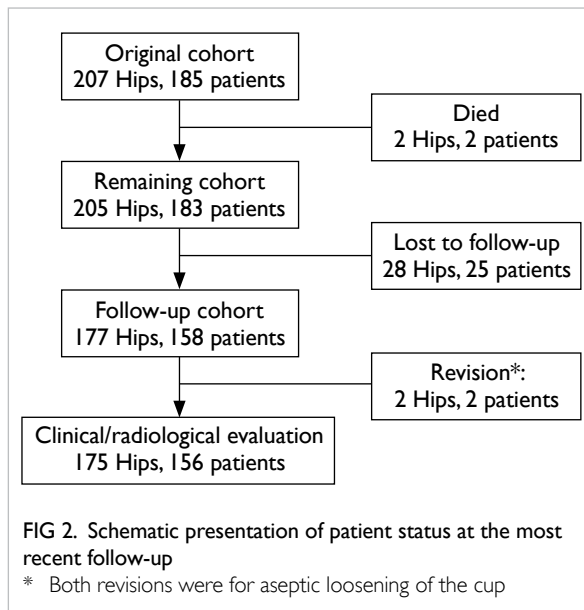 Original cohort
207 Hips, 185 patients
Died
2 Hips, 2 patients
Remaining cohort
205 Hips, 183 patients
Lost to follow-up
28 Hips, 25 patients
Follow-up cohort
177 Hips, 158 patients
Revision*:
2 Hips, 2 patients
Clinical/radiological evaluation
175 Hips, 156 patients
FIG 2. Schematic presentation of patient status at the most
recent follow-up
* Both revisions were for aseptic loosening of the cup